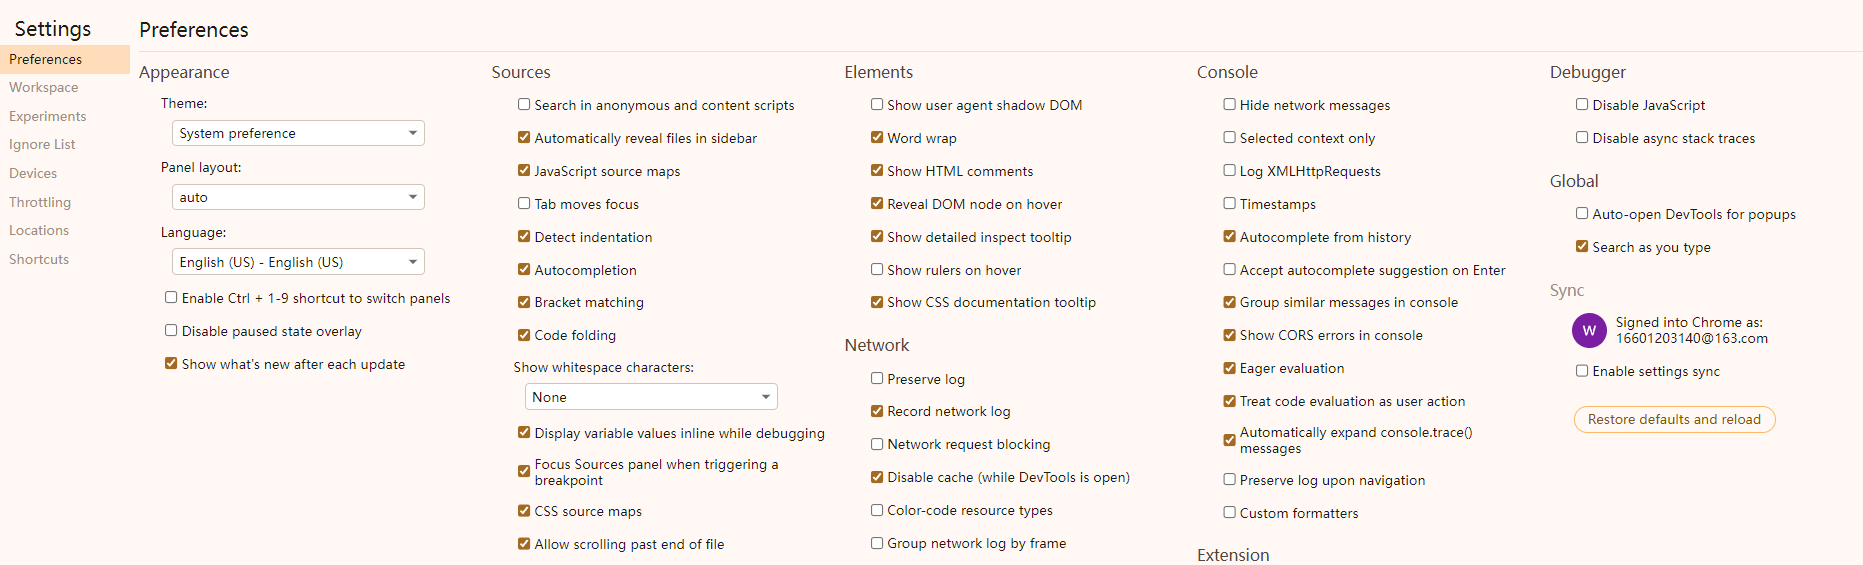 Settings
Preferences
Workspace
Experiments
Ignore List
Devices
Throttling
Locations
Shortcuts
Preferences
Appearance
Theme:
System preference
Panel layout:
auto
Language:
English (US) - English (US)
Enable Ctrl + 1-9 shortcut to switch panels
Disable paused state overlay
Show what's new after each update
Sources
Search in anonymous and content scripts
Automatically reveal files in sidebar
JavaScript source maps
Tab moves focus
Detect indentation
Autocompletion
Bracket matching
Code folding
Show whitespace characters:
None
Display variable values inline while debugging
Focus Sources panel when triggering a
breakpoint
CSS source maps
Allow scrolling past end of file
Elements
Show user agent shadow DOM
Word wrap
Show HTML comments
Reveal DOM node on hover
Show detailed inspect tooltip
Show rulers on hover
Show CSS documentation tooltip
Network
Preserve log
Record network log
Network request blocking
Disable cache (while DevTools is open)
Color-code resource types
Group network log by frame
Console
Hide network messages
Selected context only
Log XMLHttpRequests
Timestamps
Autocomplete from history
Accept autocomplete suggestion on Enter
Group similar messages in console
Show CORS errors in console
Eager evaluation
Treat code evaluation as user action
Automatically expand console.trace()
messages
Preserve log upon navigation
Custom formatters
Extension
Debugger
Disable JavaScript
Disable async stack traces
Global
Auto-open DevTools for popups
Search as you type
Sync
W
Signed into Chrome as:
16601203140@163.com
Enable settings sync
Restore defaults and reload